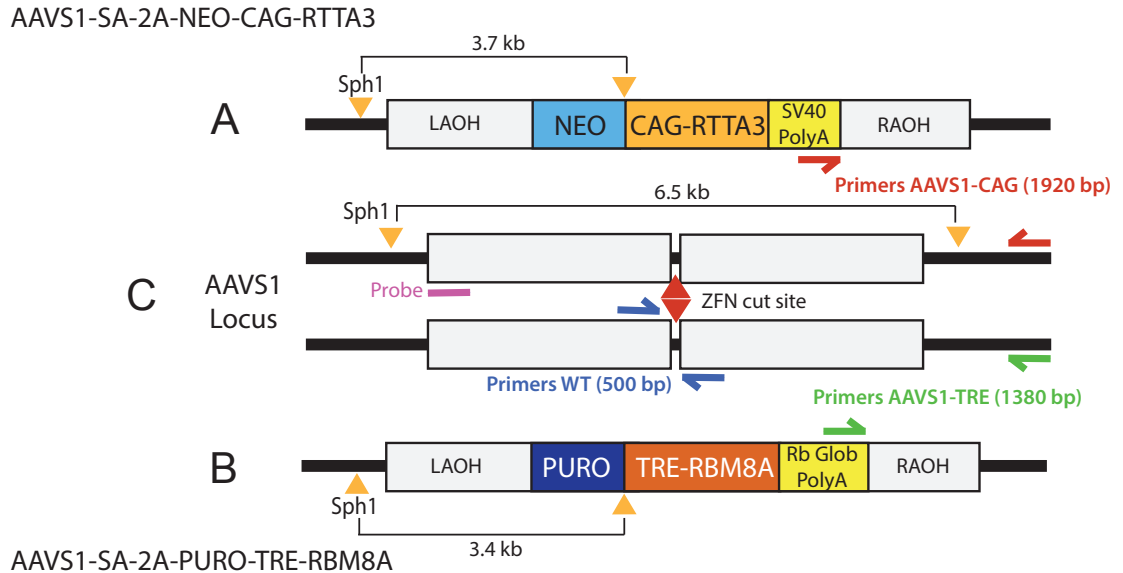 AAVS1-SA-2A-NEO-CAG-RTTA3
3.7 kb
Sph1
A
LAOH
NEO
CAG-RTTA3
SV40
PolyA
RAOH
Primers AAVS1-CAG (1920 bp)
6.5 kb
Sph1
C
AAVS1
Locus
Probe
ZFN cut site
Primers WT (500 bp)
Primers AAVS1-TRE (1380 bp)
B
LAOH
PURO
TRE-RBM8A
Rb Glob
PolyA
RAOH
Sph1
3.4 kb
AAVS1-SA-2A-PURO-TRE-RBM8A